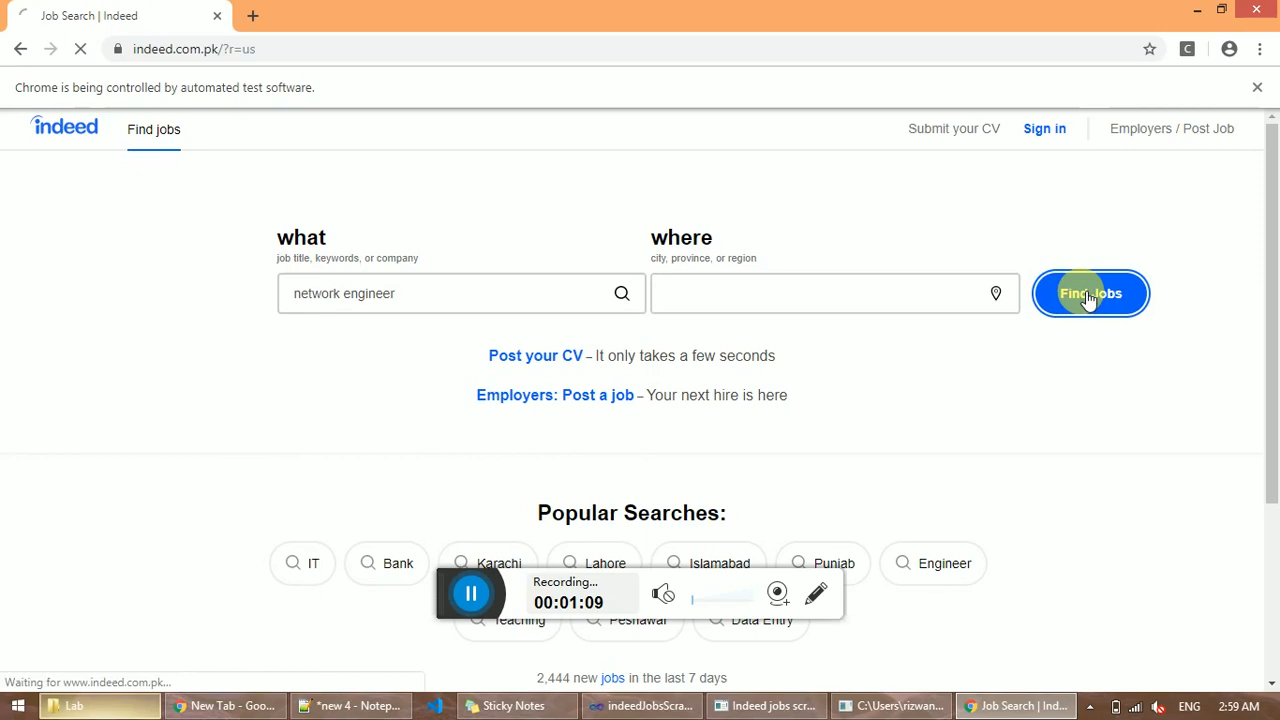 Job Search | Indeed
indeed.com.pk/?r=us
C
Chrome is being controlled by automated test software.
indeed
Find jobs
Submit your CV
Sign in
Employers / Post Job
what
where
job title, keywords, or company
city, province, or region
network engineer
Find Jobs
Post your CV – It only takes a few seconds
Employers: Post a job – Your next hire is here
Popular Searches:
IT
Bank
Karachi
Lahore
Islamabad
Punjab
Engineer
Recording...
00:01:09
Teaching
Peshawar
Data Entry
2,444 new jobs in the last 7 days
Waiting for www.indeed.com.pk...
Lab
New Tab - Goo...
*new 4 - Notep...
Sticky Notes
indeedJobsScra...
Indeed jobs scr...
C:\Users\rizwan...
Job Search | Ind...
ENG
2:59 AM